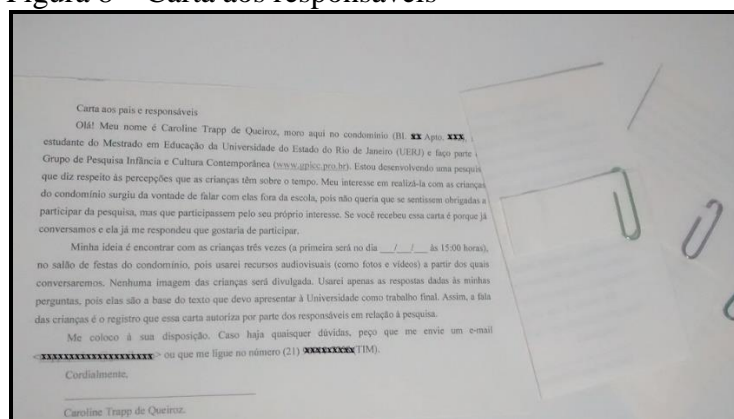 Figura 8 – Carta aos responsáveis
Carta aos pais e responsáveis
Olá! Meu nome é Caroline Trapp de Queiroz, moro aqui no condomínio (Bl. xx Apto. xxx,
estudante do Mestrado em Educação da Universidade do Estado do Rio de Janeiro (UERJ) e faço parte
Grupo de Pesquisa Infância e Cultura Contemporânea (www.gpicc.pro.br). Estou desenvolvendo uma pesquisa
que diz respeito às percepções que as crianças têm sobre o tempo. Meu interesse em realizá-la com as crianças
do condomínio surgiu da vontade de falar com elas fora da escola, pois não queria que se sentissem obrigadas a
participar da pesquisa, mas que participassem pelo seu próprio interesse. Se você recebeu essa carta é porque já
conversamos e ela já me respondeu que gostaria de participar.
Minha ideia é encontrar com as crianças três vezes (a primeira será no dia ___/___/___ às 15:00 horas),
no salão de festas do condomínio, pois usarei recursos audiovisuais (como fotos e vídeos) a partir dos quais
conversaremos. Nenhuma imagem das crianças será divulgada. Usarei apenas as respostas dadas às minhas
perguntas, pois elas são a base do texto que devo apresentar à Universidade como trabalho final. Assim, a fala
das crianças é o registro que essa carta autoriza por parte dos responsáveis em relação à pesquisa.
Me coloco à sua disposição. Caso haja quaisquer dúvidas, peço que me envie um e-mail
<xxxxxxxxxxxxxxxxxxxx> ou que me ligue no número (21) xxxxxxxxx(TIM).
Cordialmente,
Caroline Trapp de Queiroz.